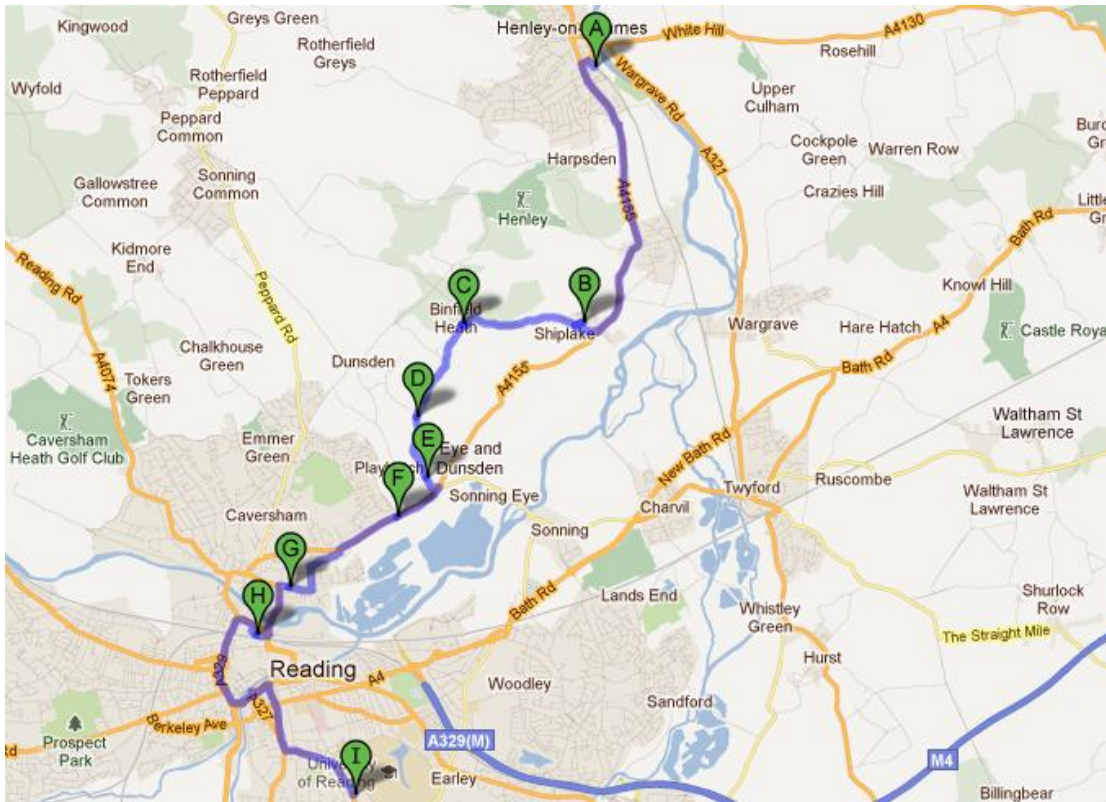 Greys Green
Kingwood
Henley-on-Thames
A
White Hill
A4130
Rosehill
Rotherfield
Greys
Wyfold
Rotherfield
Peppard
Peppard
Common
Wargrave Rd
Upper
Culham
Cockpole
Green
Warren Row
Harpsden
A321
Sonning
Common
Gallowstree
Common
Crazies Hill
A4155
Henley
Bath Rd
Kidmore
End
Reading Rd
Peppard Rd
C
B
Knowl Hill
Binfield
Heath
Shiplake
Wargrave
Hare Hatch
A4
Castle Roya
Chalkhouse
Green
Dunsden
A4155
Bath Rd
A4074
Tokers
Green
D
Caversham
Heath Golf Club
Emmer
Green
E
Eye and
Dunsden
Waltham St
Lawrence
New Bath Rd
F
Sonning Eye
Twyford
Ruscombe
Caversham
Sonning
Charvil
Waltham St
Lawrence
G
Bath Rd
Lands End
H
Whistley
Green
Shurlock
Row
The Straight Mile
Reading
A329
A4
Woodley
Hurst
Sandford
A327
Berkeley Ave
Prospect
Park
A329(M)
I
University
of Reading
Earley
M4
Billingbear